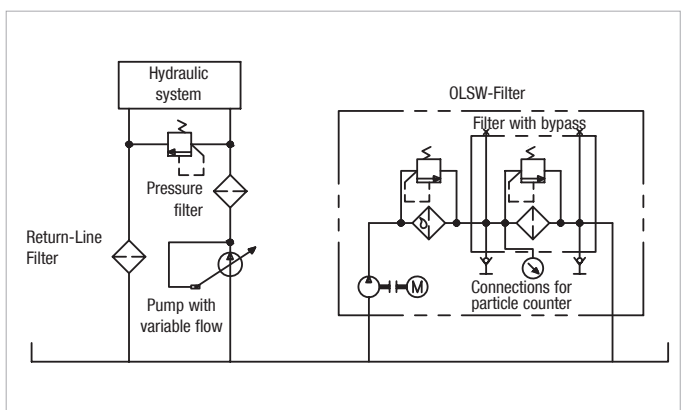 Hydraulic
system
OLSW-Filter
Filter with bypass
Pressure
filter
Return-Line
Filter
Pump with
variable flow
M
Connections for
particle counter